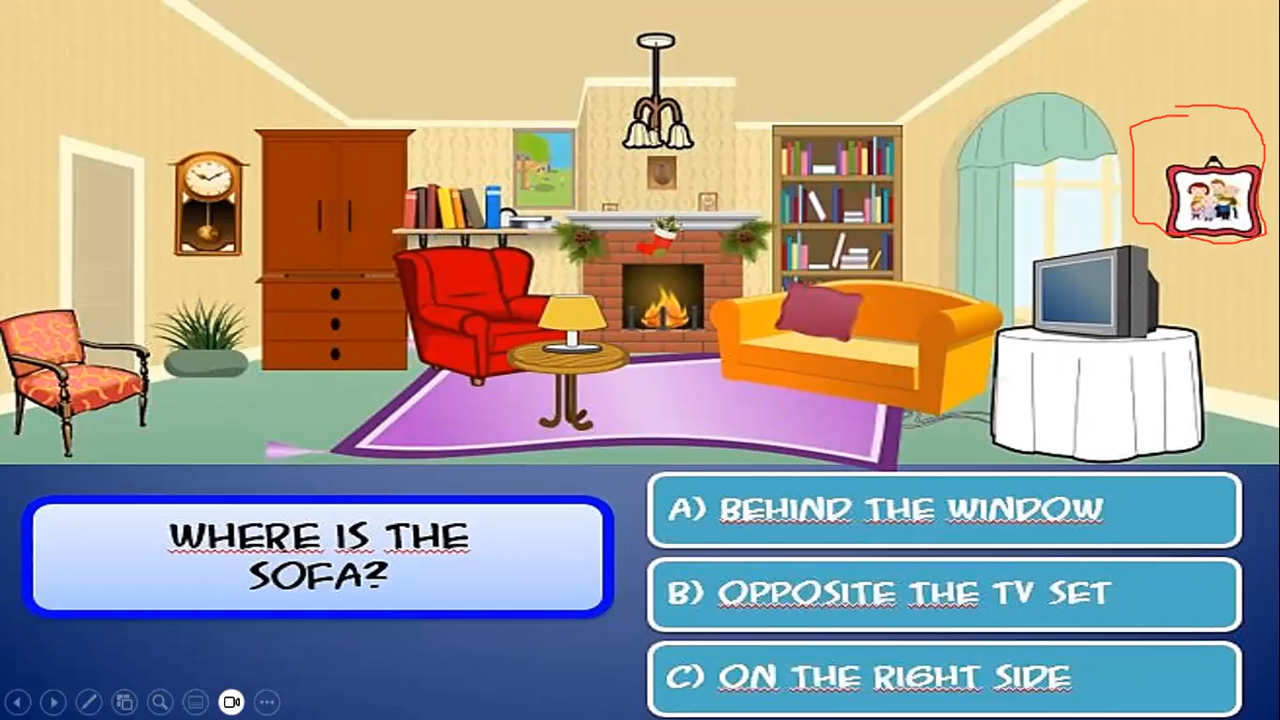 WHERE IS THE
SOFA?
A) BEHIND THE WINDOW
B) OPPOSITE THE TV SET
C) ON THE RIGHT SIDE